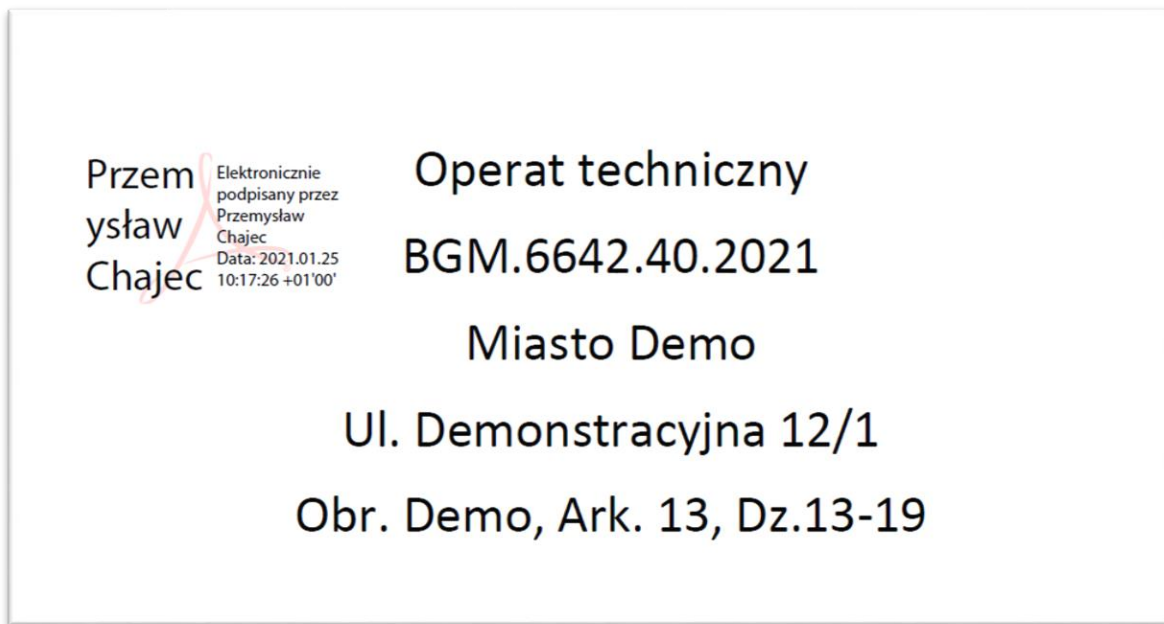 Przem
ysław
Chajec
Elektronicznie
podpisany przez
Przemysław
Chajec
Data: 2021.01.25
10:17:26 +01'00'
Operat techniczny
BGM.6642.40.2021
Miasto Demo
Ul. Demonstracyjna 12/1
Obr. Demo, Ark. 13, Dz.13-19